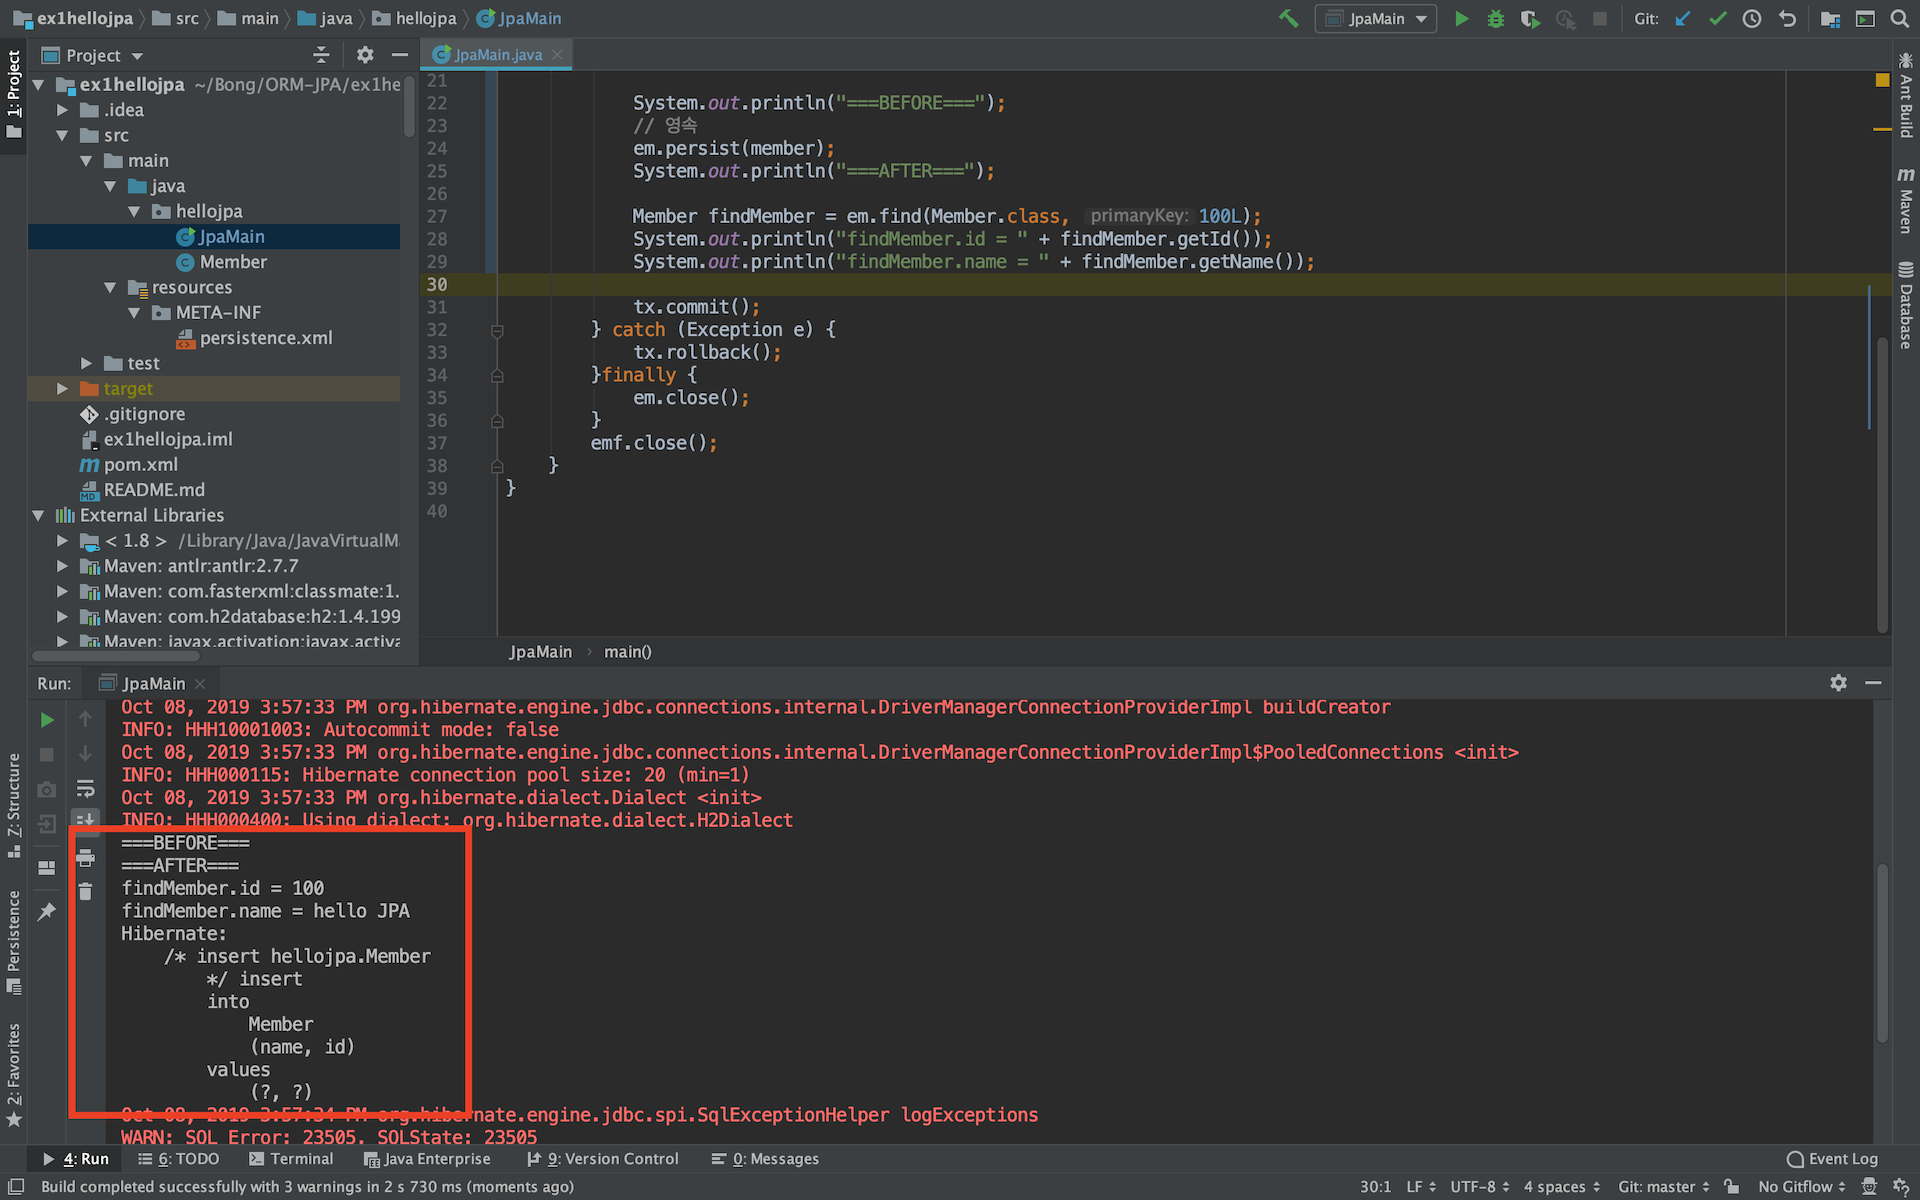 ex1hellojpa src main java hellojpa JpaMain
JpaMain Git:
Project
JpaMain.java
1: Project
ex1hellojpa ~/Bong/ORM-JPA/ex1he
.idea
src
main
java
hellojpa
JpaMain
Member
resources
META-INF
persistence.xml
test
target
.gitignore
ex1hellojpa.iml
pom.xml
README.md
External Libraries
< 1.8 > /Library/Java/JavaVirtualMa
Maven: antlr:antlr:2.7.7
Maven: com.fasterxml:classmate:1.
Maven: com.h2database:h2:1.4.199
Maven: javax.activation:javax.activa
21
22 System.out.println("===BEFORE===");
23 // 영속
24 em.persist(member);
25 System.out.println("===AFTER===");
26
27 Member findMember = em.find(Member.class, primaryKey: 100L);
28 System.out.println("findMember.id = " + findMember.getId());
29 System.out.println("findMember.name = " + findMember.getName());
30
31 tx.commit();
32 } catch (Exception e) {
33 tx.rollback();
34 }finally {
35 em.close();
36 }
37 emf.close();
38 }
39 }
40
JpaMain main()
Ant Build
Maven
Database
Run: JpaMain
Oct 08, 2019 3:57:33 PM org.hibernate.engine.jdbc.connections.internal.DriverManagerConnectionProviderImpl buildCreator
INFO: HHH10001003: Autocommit mode: false
Oct 08, 2019 3:57:33 PM org.hibernate.engine.jdbc.connections.internal.DriverManagerConnectionProviderImpl$PooledConnections <init>
INFO: HHH000115: Hibernate connection pool size: 20 (min=1)
Oct 08, 2019 3:57:33 PM org.hibernate.dialect.Dialect <init>
INFO: HHH000400: Using dialect: org.hibernate.dialect.H2Dialect
===BEFORE===
===AFTER===
findMember.id = 100
findMember.name = hello JPA
Hibernate:
/* insert hellojpa.Member
*/ insert
into
Member
(name, id)
values
(?, ?)
Oct 08, 2019 3:57:34 PM org.hibernate.engine.jdbc.spi.SqlExceptionHelper logExceptions
WARN: SQL Error: 23505, SQLState: 23505
Z: Structure
Persistence
2: Favorites
4: Run 6: TODO Terminal Java Enterprise 9: Version Control 0: Messages Event Log
Build completed successfully with 3 warnings in 2 s 730 ms (moments ago) 30:1 LF UTF-8 4 spaces Git: master No Gitflow